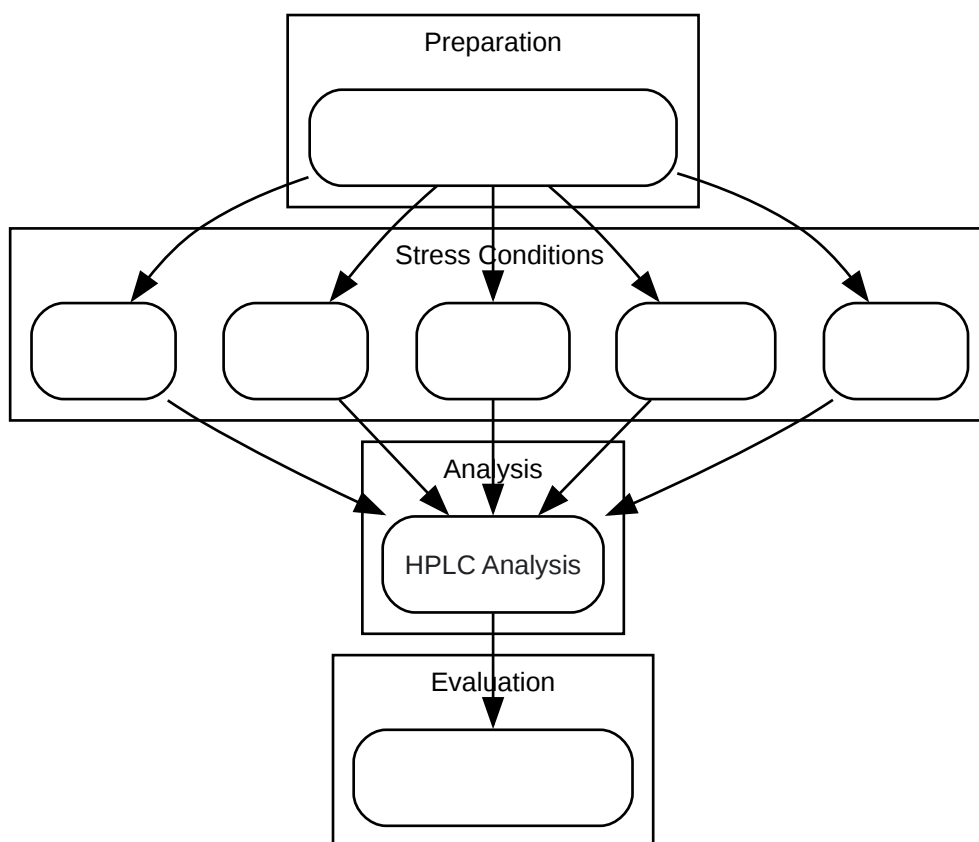 Preparation
Stress Conditions
Analysis
HPLC Analysis
Evaluation